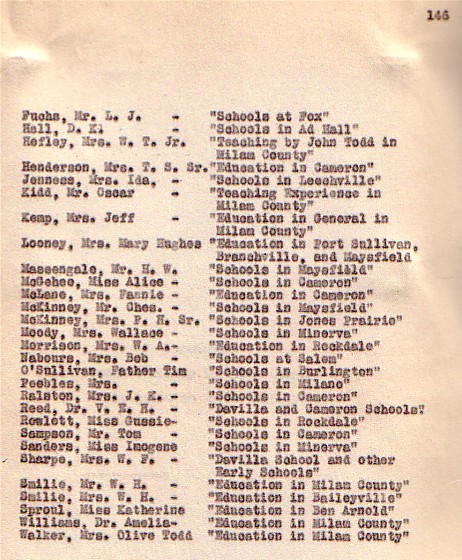 146
Fuchs, Mr. L. J. - "Schools at Fox"
Hall, D. K. - "Schools in Ad Hall"
Hefley, Mrs. W. T. Jr. "Teaching by John Todd in
Milam County"
Henderson, Mrs. T. S. Sr. "Education in Cameron"
Jenness, Mrs. Ida, - "Schools in Leechville"
Kidd, Mr. Oscar - "Teaching Experience in
Milam County"
Kemp, Mrs. Jeff - "Education in General in
Milam County"
Looney, Mrs. Mary Hughes "Education in Port Sullivan,
Branchville, and Maysfield
Massengale, Mr. H. W. "Schools in Maysfield"
McGehee, Miss Alice - "Schools in Cameron"
McLane, Mrs. Fannie - "Education in Cameron"
McKinney, Mr. Ches. - "Schools in Maysfield"
McKinney, Mrs. P. H. Sr. "Schools in Jones Prairie"
Moody, Mrs. Wallace - "Schools in Minerva"
Morrison, Mrs. W. A.- "Education in Rockdale"
Nabours, Mrs. Bob - "Schools at Salem"
O'Sullivan, Father Tim "Schools in Burlington"
Peebles, Mrs. "Schools in Milano"
Ralston, Mrs. J. K. - "Schools in Cameron"
Reed, Dr. V. E. H. - "Davilla and Cameron Schools"
Rowlett, Miss Gussie- "Schools in Rockdale"
Sampson, Mr. Tom - "Schools in Cameron"
Sanders, Miss Imogene "Schools in Minerva"
Sharpe, Mrs. W. F. - "Davilla School and other
Early Schools"
Smilie, Mr. W. H. - "Education in Milam County"
Smilie, Mrs. W. H. - "Education in Baileyville"
Sproul, Miss Katherine "Education in Ben Arnold"
Williams, Dr. Amelia- "Education in Milam County"
Walker, Mrs. Olive Todd "Education in Milam County"